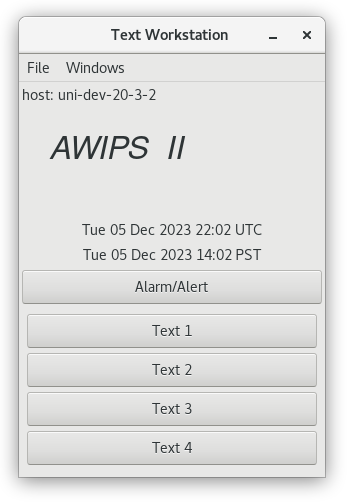 Text Workstation
File Windows
host: uni-dev-20-3-2
AWIPS II
Tue 05 Dec 2023 22:02 UTC
Tue 05 Dec 2023 14:02 PST
Alarm/Alert
Text 1
Text 2
Text 3
Text 4